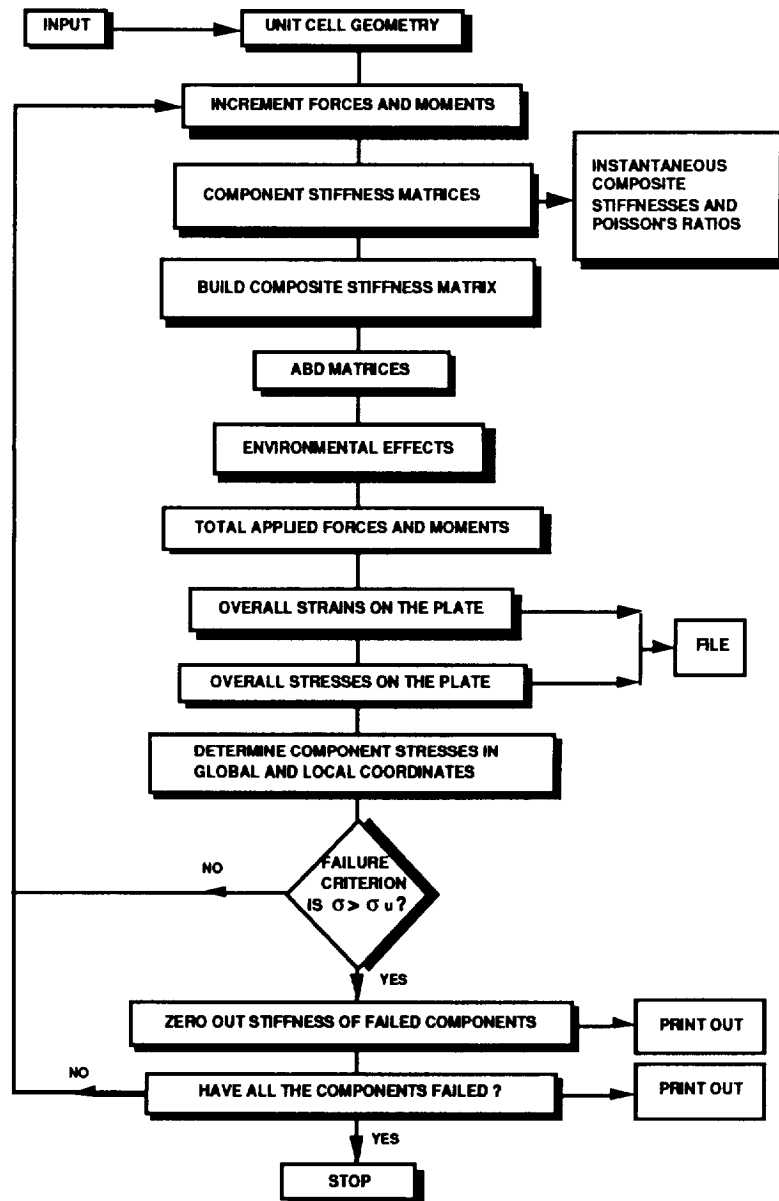 INPUT
UNIT CELL GEOMETRY
INCREMENT FORCES AND MOMENTS
COMPONENT STIFFNESS MATRICES
INSTANTANEOUS
COMPOSITE
STIFFNESSES AND
POISSON'S RATIOS
BUILD COMPOSITE STIFFNESS MATRIX
ABD MATRICES
ENVIRONMENTAL EFFECTS
TOTAL APPLIED FORCES AND MOMENTS
OVERALL STRAINS ON THE PLATE
FILE
OVERALL STRESSES ON THE PLATE
DETERMINE COMPONENT STRESSES IN
GLOBAL AND LOCAL COORDINATES
NO
FAILURE
CRITERION
IS σ > σ u ?
YES
ZERO OUT STIFFNESS OF FAILED COMPONENTS
PRINT OUT
NO
HAVE ALL THE COMPONENTS FAILED ?
PRINT OUT
YES
STOP